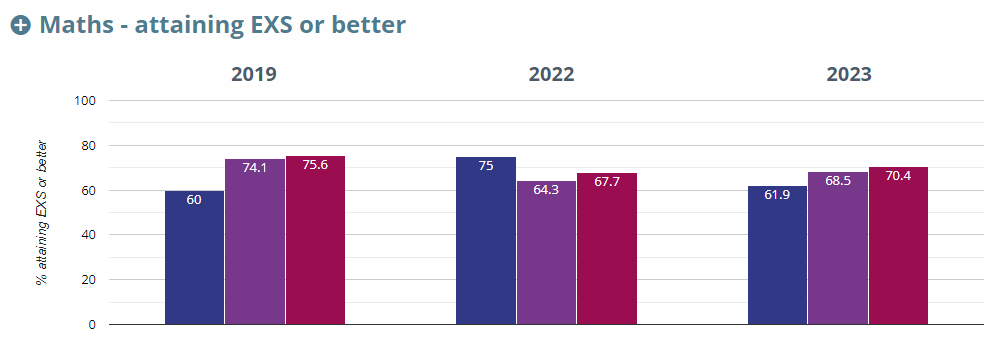 Maths - attaining EXS or better
2019 2022 2023
100
80
60
40
20
0
% attaining EXS or better
60 74.1 75.6
75 64.3 67.7
61.9 68.5 70.4